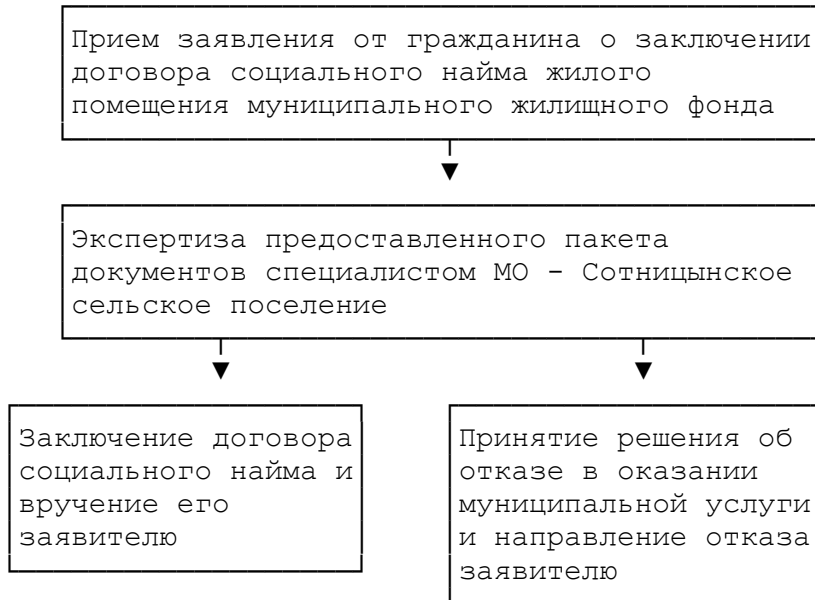 Прием заявления от гражданина о заключении
договора социального найма жилого
помещения муниципального жилищного фонда
Экспертиза предоставленного пакета
документов специалистом МО - Сотницынское
сельское поселение
Заключение договора
социального найма и
вручение его
заявителю
Принятие решения об
отказе в оказании
муниципальной услуги
и направление отказа
заявителю